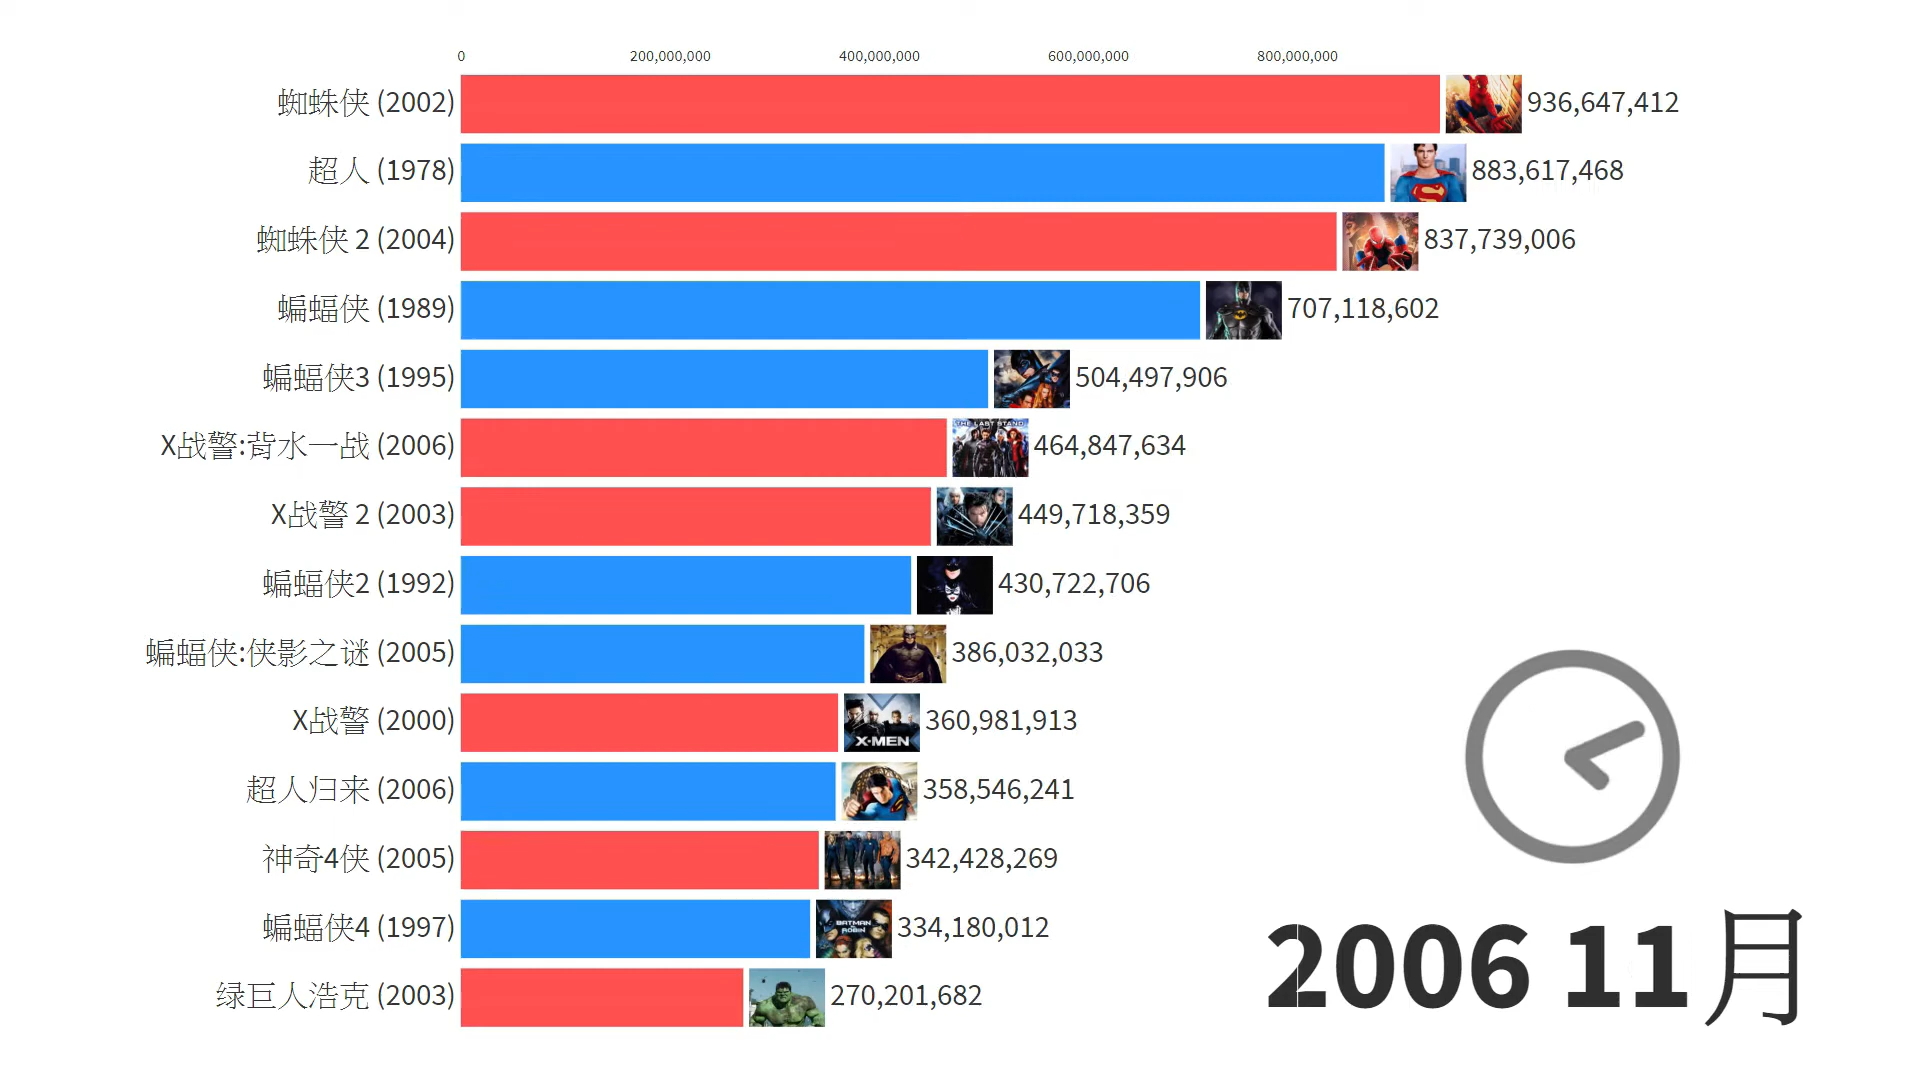 0 200,000,000 400,000,000 600,000,000 800,000,000
蜘蛛侠 (2002) 936,647,412
超人 (1978) 883,617,468
蜘蛛侠 2 (2004) 837,739,006
蝙蝠侠 (1989) 707,118,602
蝙蝠侠3 (1995) 504,497,906
X战警:背水一战 (2006) THE LAST STAND 464,847,634
X战警 2 (2003) 449,718,359
蝙蝠侠2 (1992) 430,722,706
蝙蝠侠:侠影之谜 (2005) 386,032,033
X战警 (2000) X-MEN 360,981,913
超人归来 (2006) 358,546,241
神奇4侠 (2005) 342,428,269
蝙蝠侠4 (1997) BATMAN & ROBIN 334,180,012
绿巨人浩克 (2003) 270,201,682
2006 11月